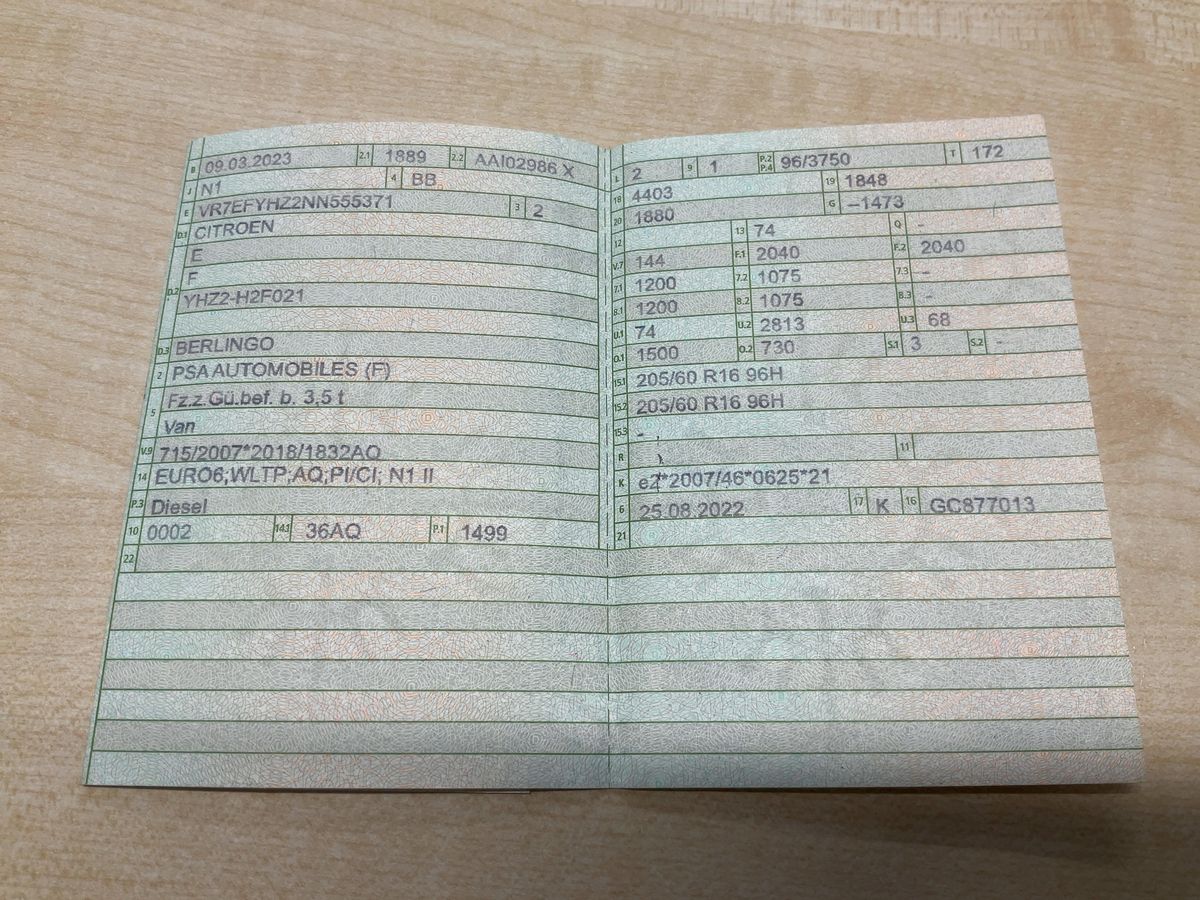 B 09.03.2023 2.1 1889 2.2 AAI02986 X
J N1 4 BB
E VR7EFYHZ2NN555371 3 2
D.1 CITROEN
E
D.2 F
YHZ2-H2F021
D.3 BERLINGO
2 PSA AUTOMOBILES (F)
5 Fz.z.Gü.bef. b. 3,5 t
Van
V.9 715/2007*2018/1832AQ
14 EURO6;WLTP;AQ;PI/CI; N1 II
P.3 Diesel
10 0002 14.1 36AQ P.1 1499
22
L 2 9 1 P.2 P.4 96/3750 T 172
18 4403 19 1848
20 1880 G –1473
12 13 74 Q -
V.7 144 F.1 2040 F.2 2040
7.1 1200 7.2 1075 7.3 -
8.1 1200 8.2 1075 8.3 -
U.1 74 U.2 2813 U.3 68
O.1 1500 O.2 730 S.1 3 S.2 -
15.1 205/60 R16 96H
15.2 205/60 R16 96H
15.3 -
R 11
K e2*2007/46*0625*21
6 25.08.2022 17 K 16 GC877013
21